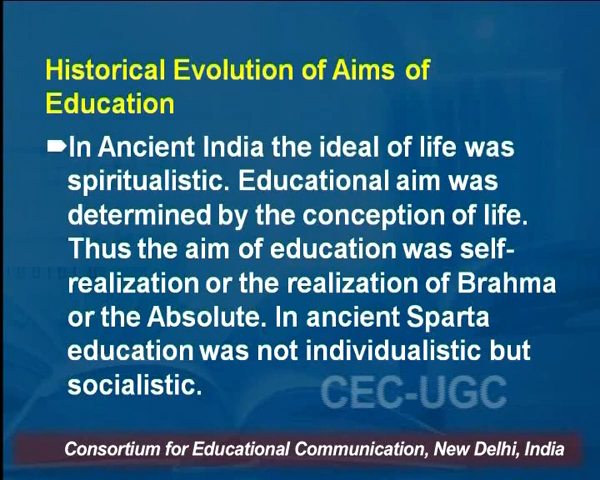 Historical Evolution of Aims of
Education
In Ancient India the ideal of life was
spiritualistic. Educational aim was
determined by the conception of life.
Thus the aim of education was self-
realization or the realization of Brahma
or the Absolute. In ancient Sparta
education was not individualistic but
socialistic.
CEC-UGC
Consortium for Educational Communication, New Delhi, India